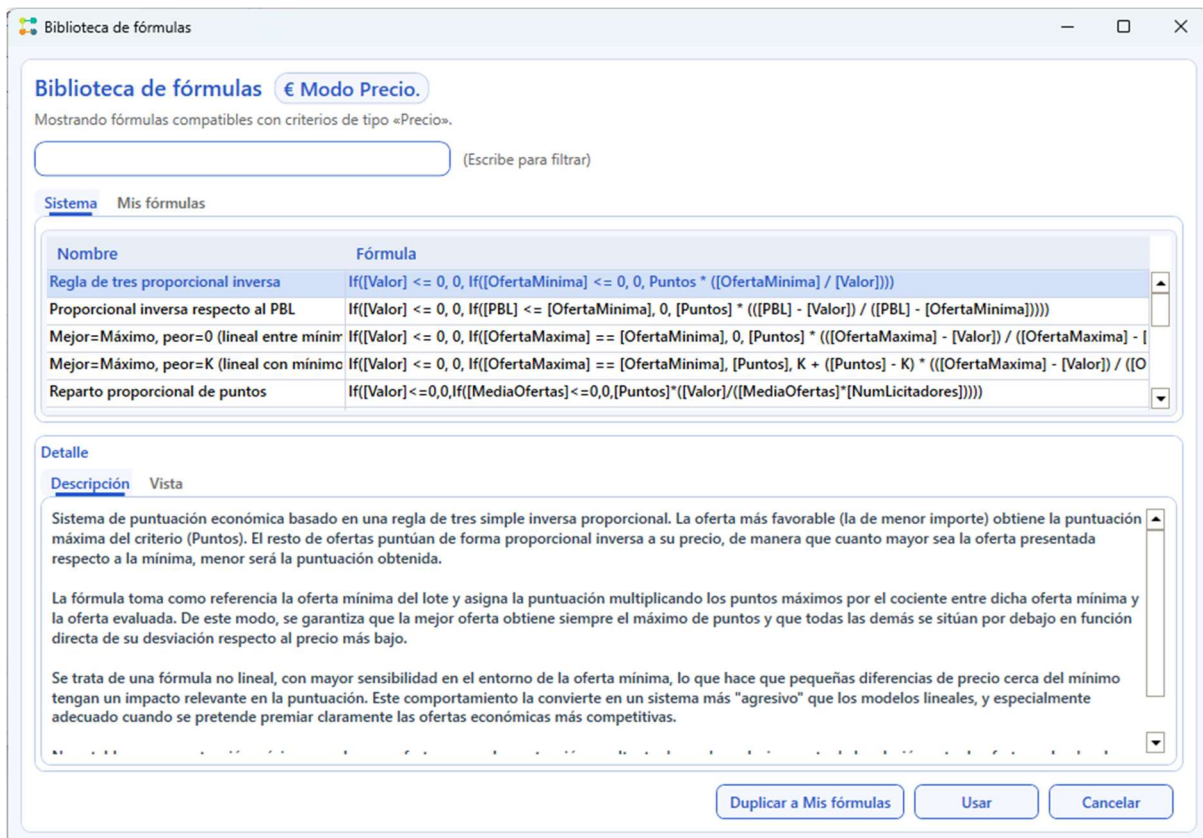 Biblioteca de fórmulas
Biblioteca de fórmulas € Modo Precio.
Mostrando fórmulas compatibles con criterios de tipo «Precio».
(Escribe para filtrar)
Sistema Mis fórmulas
Nombre Fórmula
Regla de tres proporcional inversa If([Valor] <= 0, 0, If([OfertaMinima] <= 0, 0, Puntos * ([OfertaMinima] / [Valor])))
Proporcional inversa respecto al PBL If([Valor] <= 0, 0, If([PBL] <= [OfertaMinima], 0, [Puntos] * (([PBL] - [Valor]) / ([PBL] - [OfertaMinima]))))
Mejor=Máximo, peor=0 (lineal entre mínim If([Valor] <= 0, 0, If([OfertaMaxima] == [OfertaMinima], 0, [Puntos] * (([OfertaMaxima] - [Valor]) / ([OfertaMaxima] - [
Mejor=Máximo, peor=K (lineal con mínimo If([Valor] <= 0, 0, If([OfertaMaxima] == [OfertaMinima], [Puntos], K + ([Puntos] - K) * (([OfertaMaxima] - [Valor]) / ([O
Reparto proporcional de puntos If([Valor]<=0,0,If([MediaOfertas]<=0,0,[Puntos]*([Valor]/([MediaOfertas]*[NumLicitadores]))))
Detalle
Descripción Vista
Sistema de puntuación económica basado en una regla de tres simple inversa proporcional. La oferta más favorable (la de menor importe) obtiene la puntuación
máxima del criterio (Puntos). El resto de ofertas puntúan de forma proporcional inversa a su precio, de manera que cuanto mayor sea la oferta presentada
respecto a la mínima, menor será la puntuación obtenida.
La fórmula toma como referencia la oferta mínima del lote y asigna la puntuación multiplicando los puntos máximos por el cociente entre dicha oferta mínima y
la oferta evaluada. De este modo, se garantiza que la mejor oferta obtiene siempre el máximo de puntos y que todas las demás se sitúan por debajo en función
directa de su desviación respecto al precio más bajo.
Se trata de una fórmula no lineal, con mayor sensibilidad en el entorno de la oferta mínima, lo que hace que pequeñas diferencias de precio cerca del mínimo
tengan un impacto relevante en la puntuación. Este comportamiento la convierte en un sistema más "agresivo" que los modelos lineales, y especialmente
adecuado cuando se pretende premiar claramente las ofertas económicas más competitivas.
Duplicar a Mis fórmulas Usar Cancelar